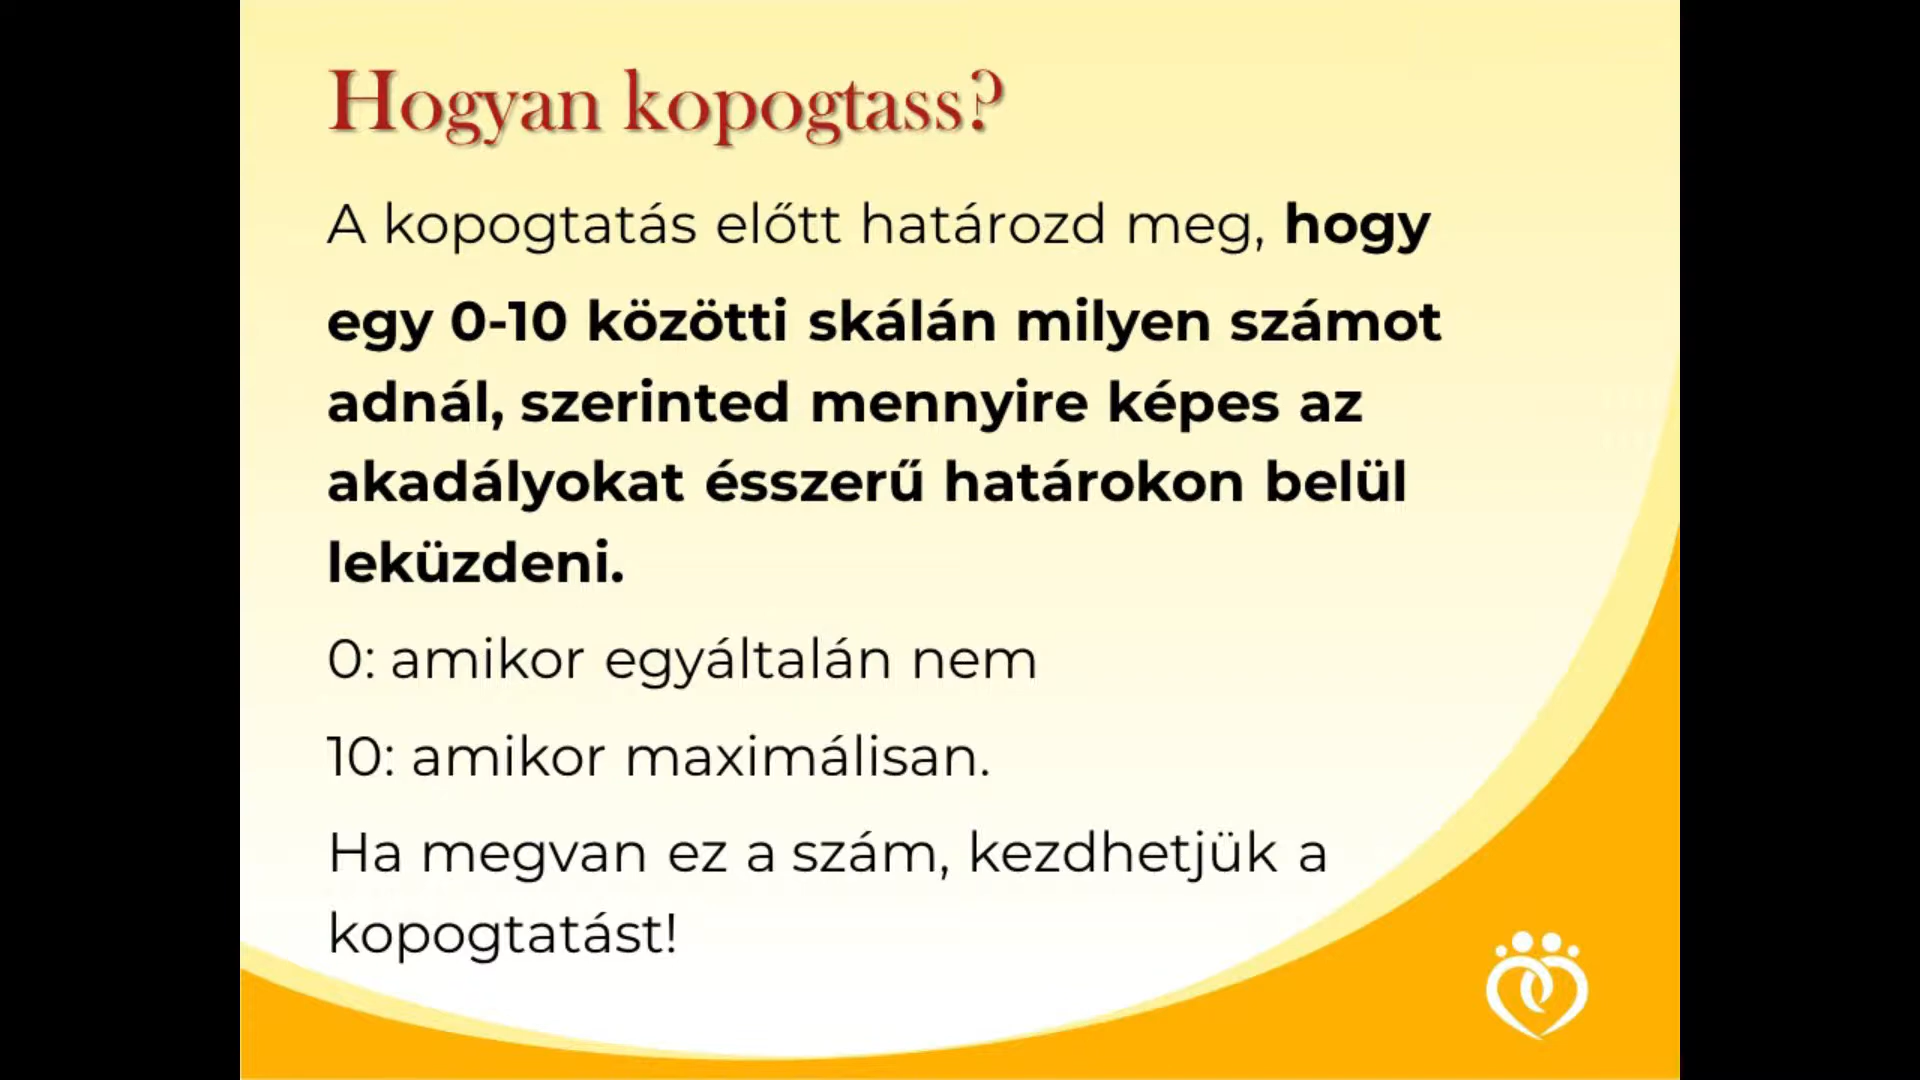 Hogyan kopogtass?
A kopogtatás előtt határozd meg, hogy
egy 0-10 közötti skálán milyen számot
adnál, szerinted mennyire képes az
akadályokat ésszerű határokon belül
leküzdeni.
0: amikor egyáltalán nem
10: amikor maximálisan.
Ha megvan ez a szám, kezdhetjük a
kopogtatást!